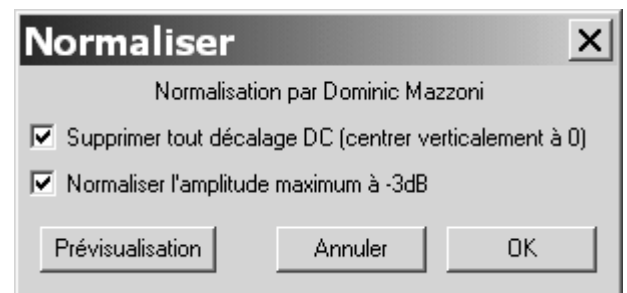 Normaliser
Normalisation par Dominic Mazzoni
Supprimer tout décalage DC (centrer verticalement à 0)
Normaliser l'amplitude maximum à -3dB
Prévisualisation Annuler OK